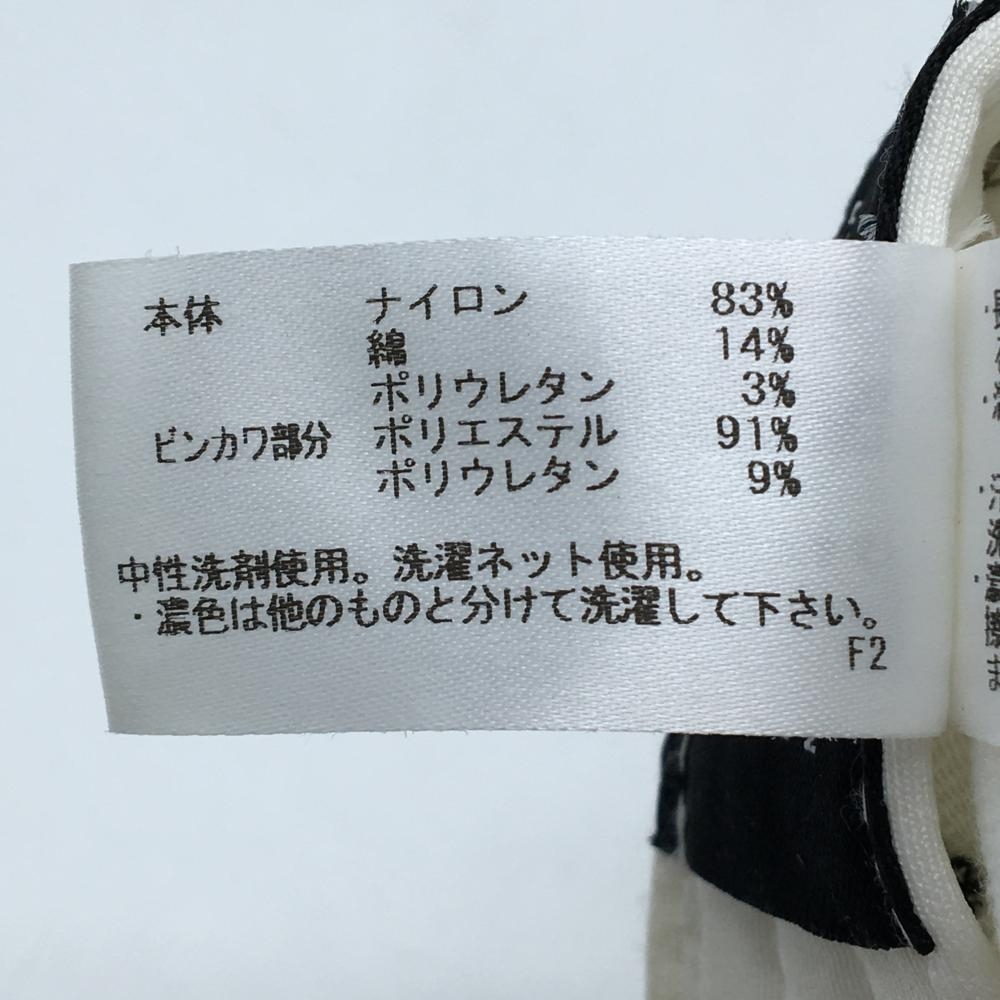 本体 ナイロン 83%
綿 14%
ポリウレタン 3%
ビンカワ部分 ポリエステル 91%
ポリウレタン 9%
中性洗剤使用。洗濯ネット使用。
・濃色は他のものと分けて洗濯して下さい。
F2